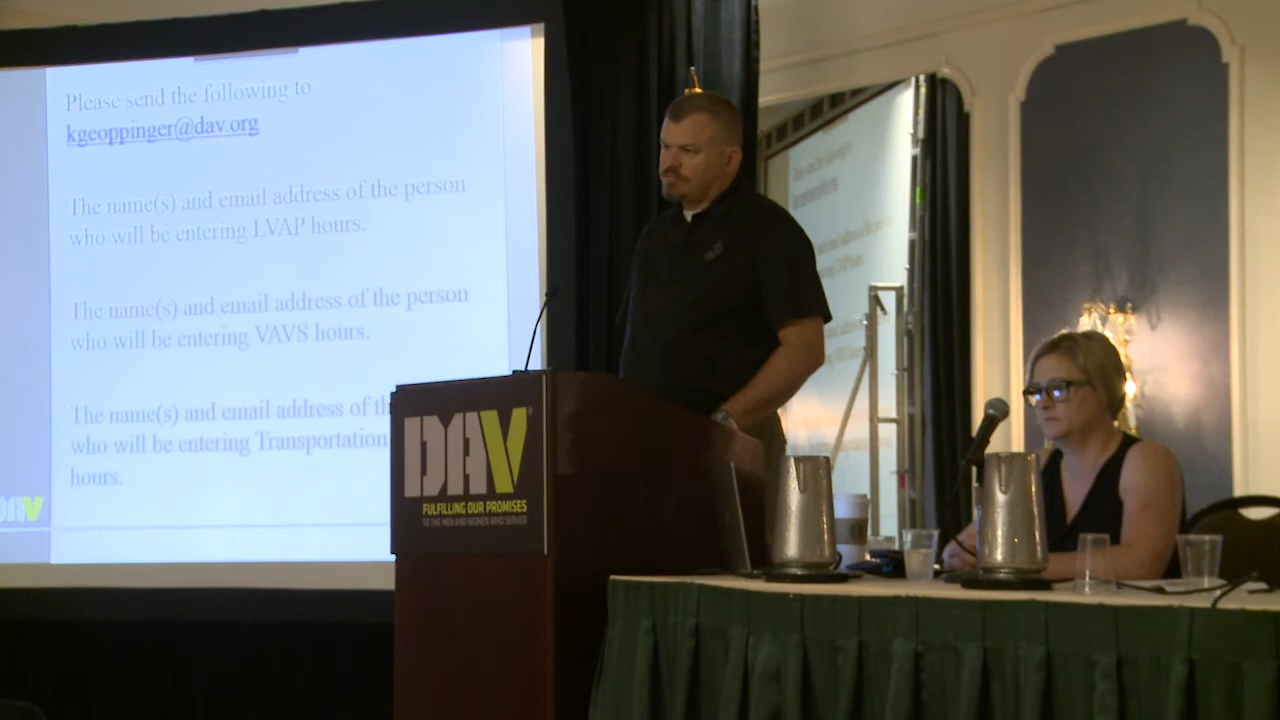 Please send the following to
kgeoppinger@dav.org
The name(s) and email address of the person
who will be entering LVAP hours.
The name(s) and email address of the person
who will be entering VAVS hours.
The name(s) and email address of th
who will be entering Transportation
hours.
DAV
DAV
FULFILLING OUR PROMISES
TO THE MEN AND WOMEN WHO SERVED